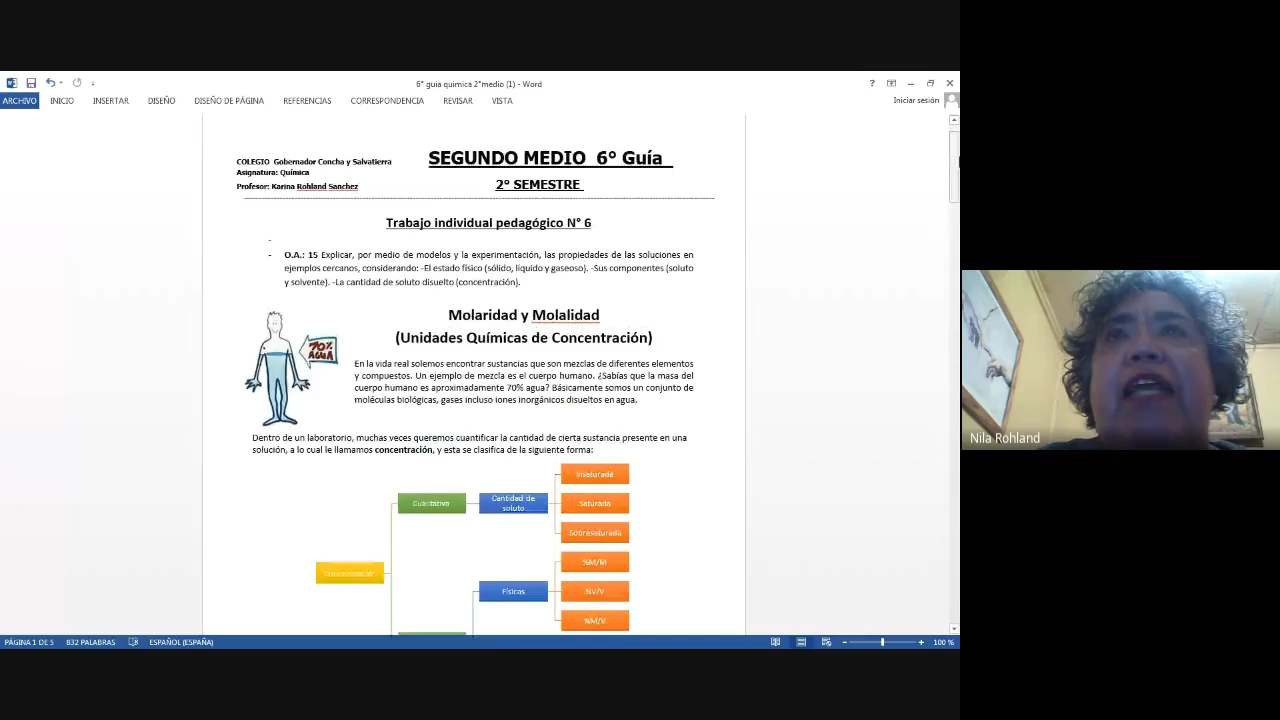 6° guía quimica 2°medio (1) - Word
ARCHIVO INICIO INSERTAR DISEÑO DISEÑO DE PÁGINA REFERENCIAS CORRESPONDENCIA REVISAR VISTA
Iniciar sesión
COLEGIO Gobernador Concha y Salvatierra
Asignatura: Química
Profesor: Karina Rohland Sanchez
SEGUNDO MEDIO 6° Guía
2° SEMESTRE
Trabajo individual pedagógico N° 6
-
- O.A.: 15 Explicar, por medio de modelos y la experimentación, las propiedades de las soluciones en
ejemplos cercanos, considerando: -El estado físico (sólido, líquido y gaseoso). -Sus componentes (soluto
y solvente). -La cantidad de soluto disuelto (concentración).
Molaridad y Molalidad
(Unidades Químicas de Concentración)
70%
AGUA
En la vida real solemos encontrar sustancias que son mezclas de diferentes elementos
y compuestos. Un ejemplo de mezcla es el cuerpo humano. ¿Sabías que la masa del
cuerpo humano es aproximadamente 70% agua? Básicamente somos un conjunto de
moléculas biológicas, gases incluso iones inorgánicos disueltos en agua.
Dentro de un laboratorio, muchas veces queremos cuantificar la cantidad de cierta sustancia presente en una
solución, a lo cual le llamamos concentración, y esta se clasifica de la siguiente forma:
Cualitativa
Cantidad de
soluto
Insaturada
Saturada
Sobresaturada
Físicas
%M/M
%V/V
%M/V
PÁGINA 1 DE 5 832 PALABRAS ESPAÑOL (ESPAÑA)
100 %
Nila Rohland